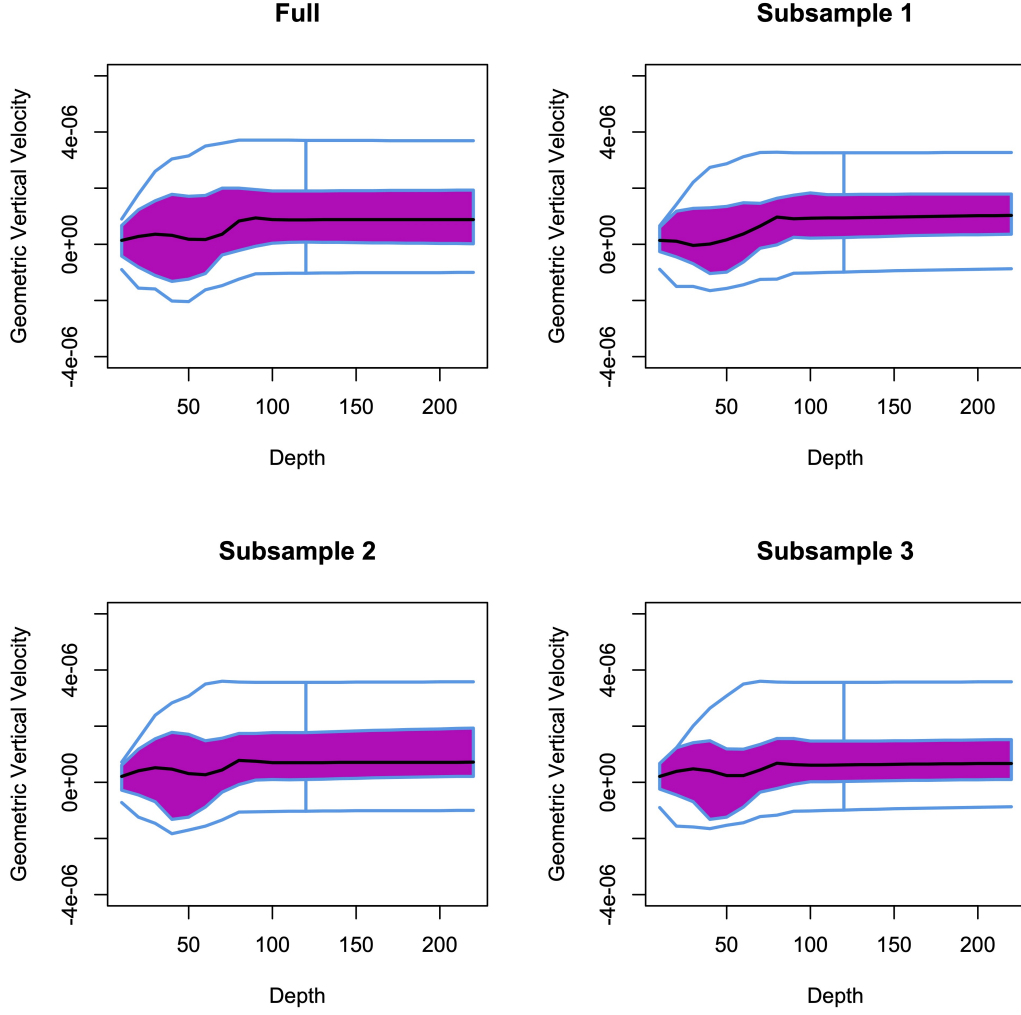 Full
Geometric Vertical Velocity
4e-06
0e+00
-4e-06
50 100 150 200
Depth
Subsample 1
Geometric Vertical Velocity
4e-06
0e+00
-4e-06
50 100 150 200
Depth
Subsample 2
Geometric Vertical Velocity
4e-06
0e+00
-4e-06
50 100 150 200
Depth
Subsample 3
Geometric Vertical Velocity
4e-06
0e+00
-4e-06
50 100 150 200
Depth